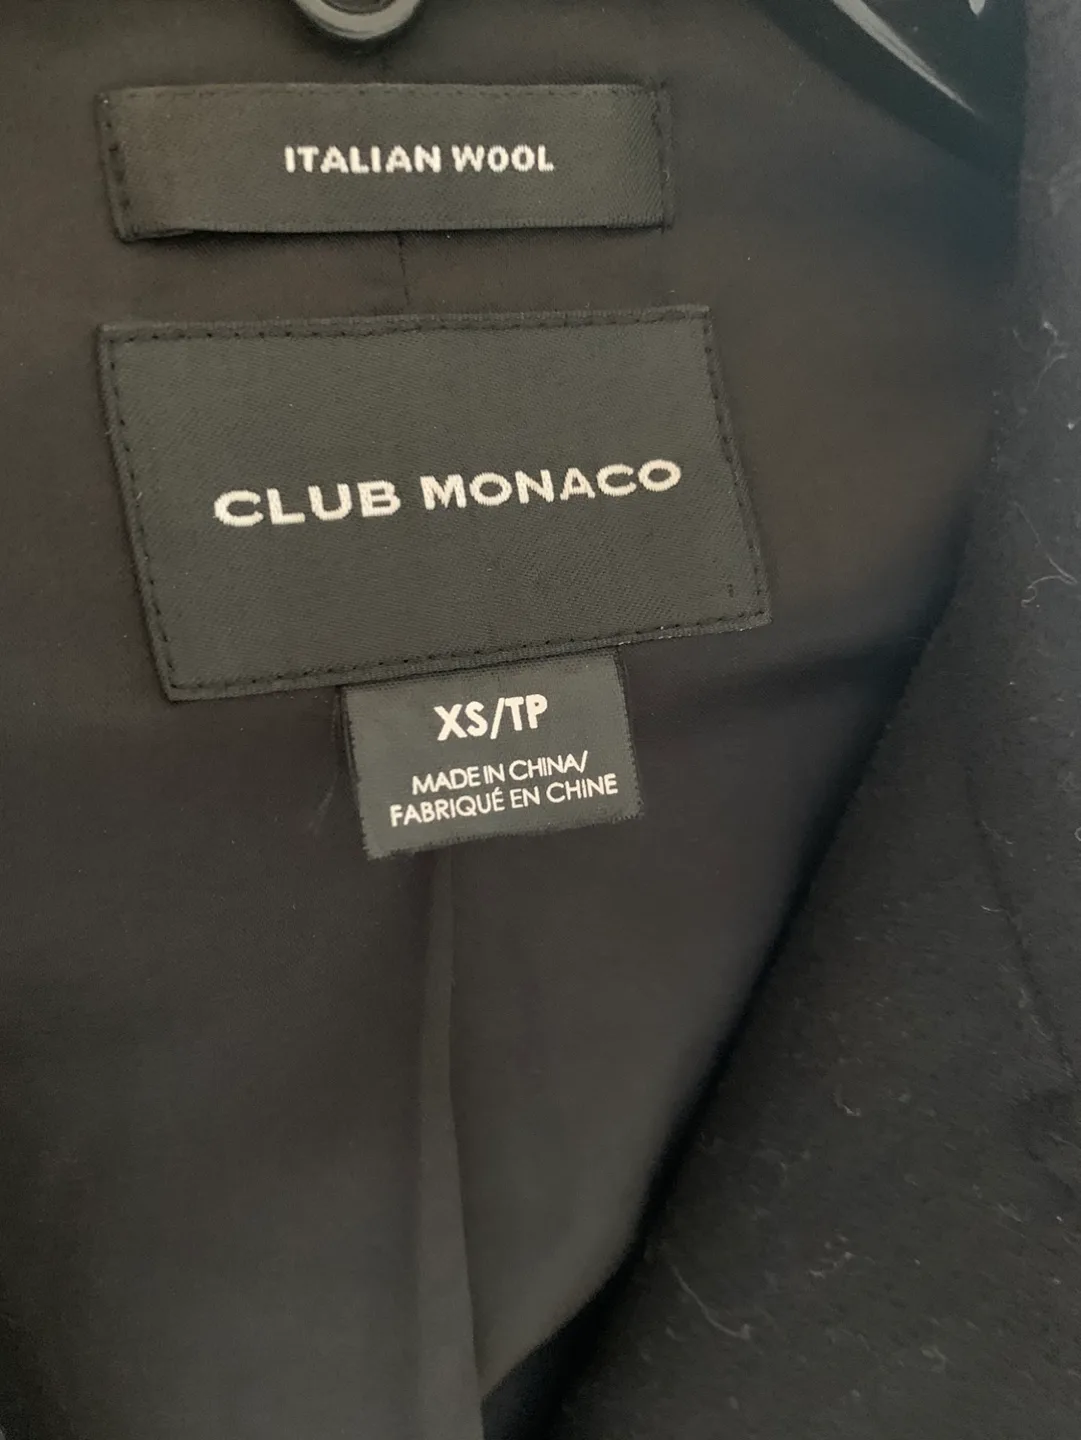 ITALIAN WOOL
CLUB MONACO
XS/TP
MADE IN CHINA/
FABRIQUÉ EN CHINE